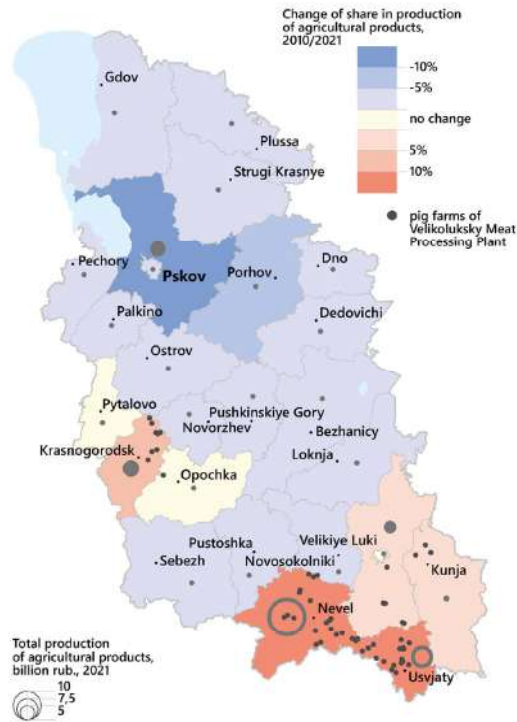 Change of share in production
of agricultural products,
2010/2021
-10%
-5%
no change
5%
10%
pig farms of
Velikoluksky Meat
Processing Plant
Gdov
Plussa
Strugi Krasnye
Pechory
Pskov
Porhov
Dno
Palkino
Dedovichi
Ostrov
Pytalovo
Pushkinskiye Gory
Novorzhev
Bezhanicy
Krasnogorodsk
Loknja
Opochka
Pustoshka
Velikiye Luki
Sebezh
Novosokolniki
Kunja
Nevel
Usvjaty
Total production
of agricultural products,
billion rub., 2021
10
7,5
5